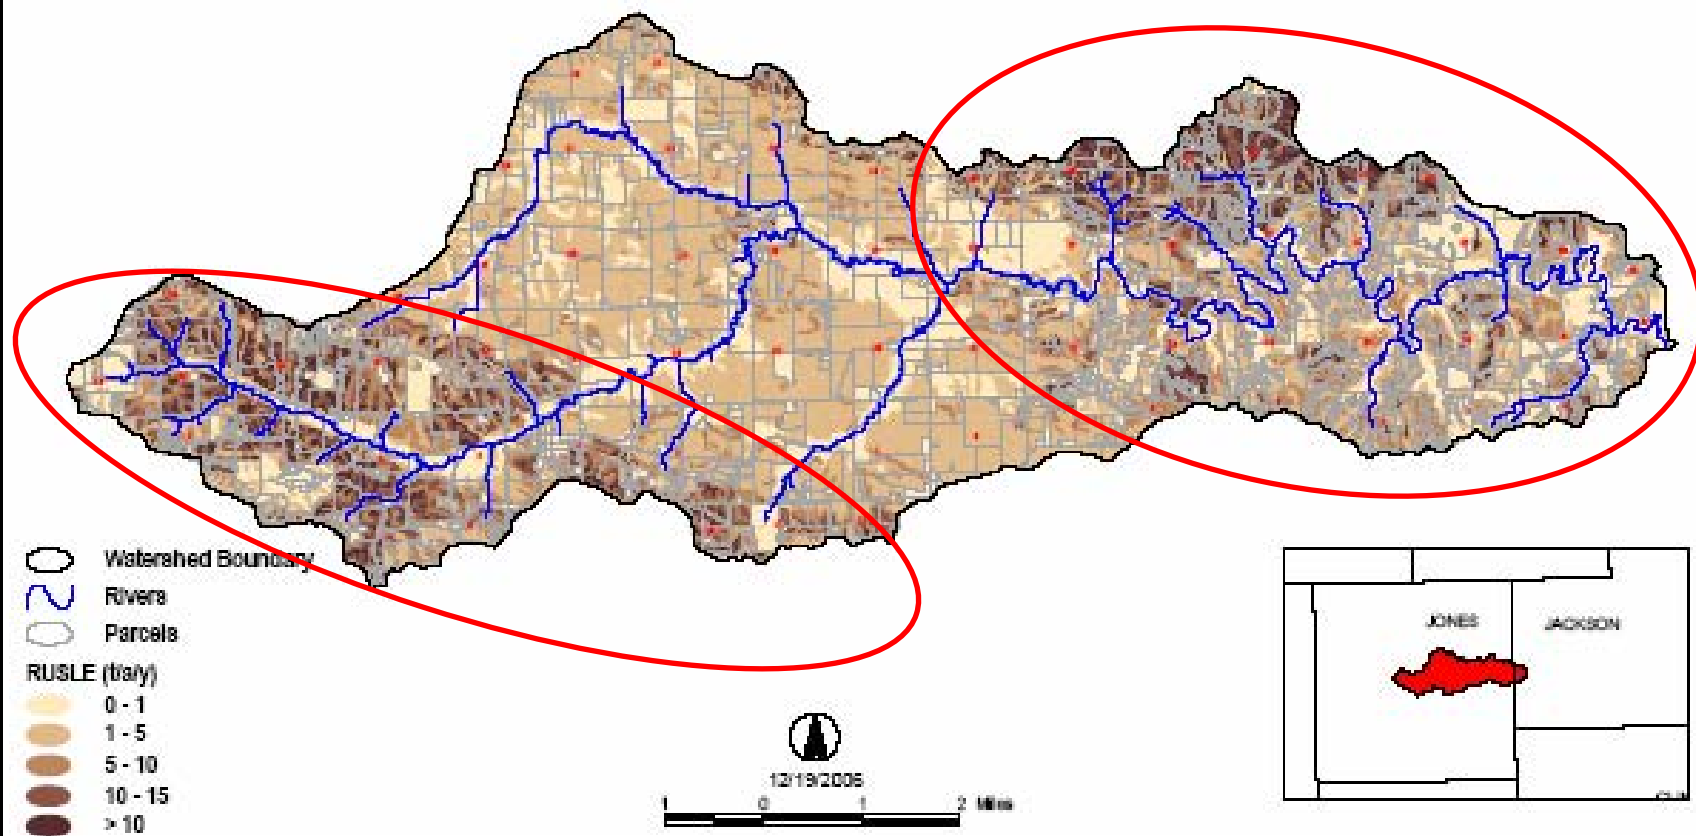 Watershed Boundary
Rivers
Parcels
RUSLE (t/a/y)
0 - 1
1 - 5
5 - 10
10 - 15
> 10
12/19/2006
1 0 1 2 Miles
JONES
JACKSON